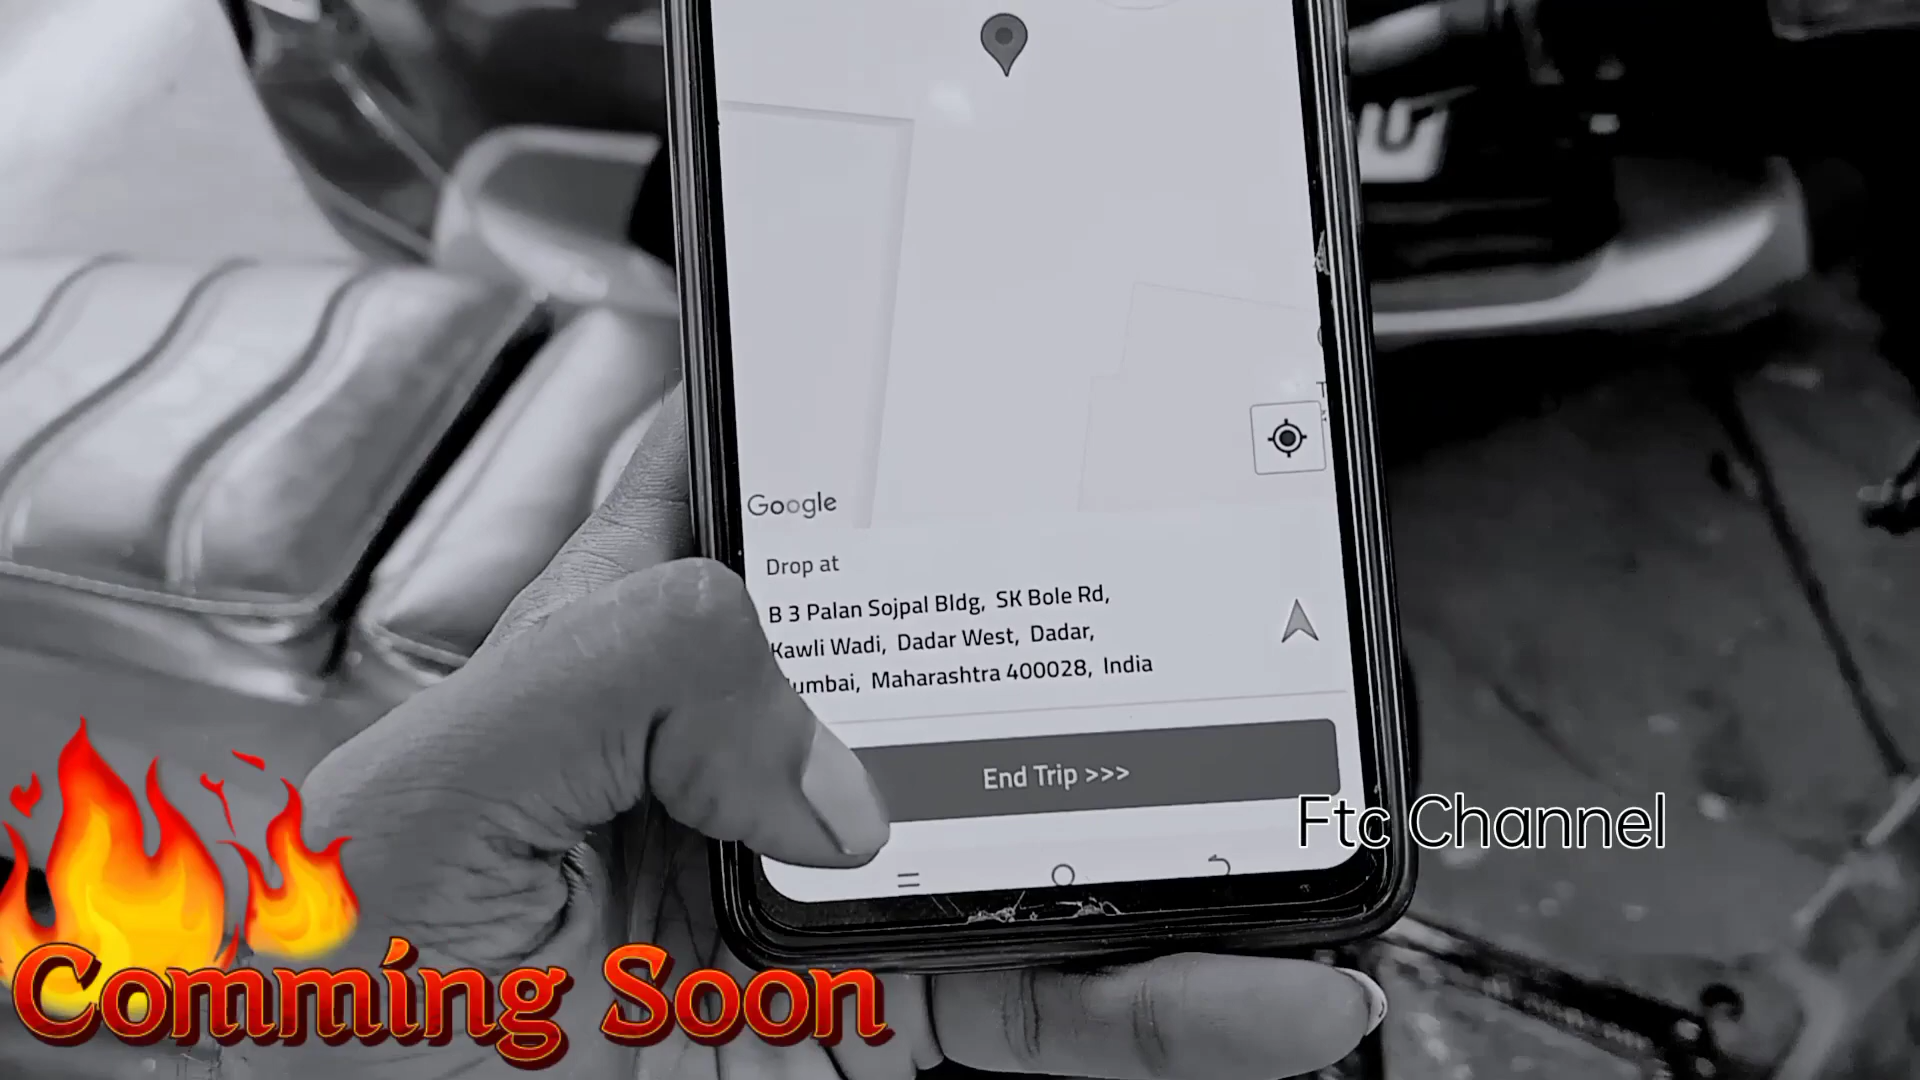 Google
Drop at
B 3 Palan Sojpal Bldg, SK Bole Rd,
Kawli Wadi, Dadar West, Dadar,
umbai, Maharashtra 400028, India
End Trip >>>
Ftc Channel
Comming Soon